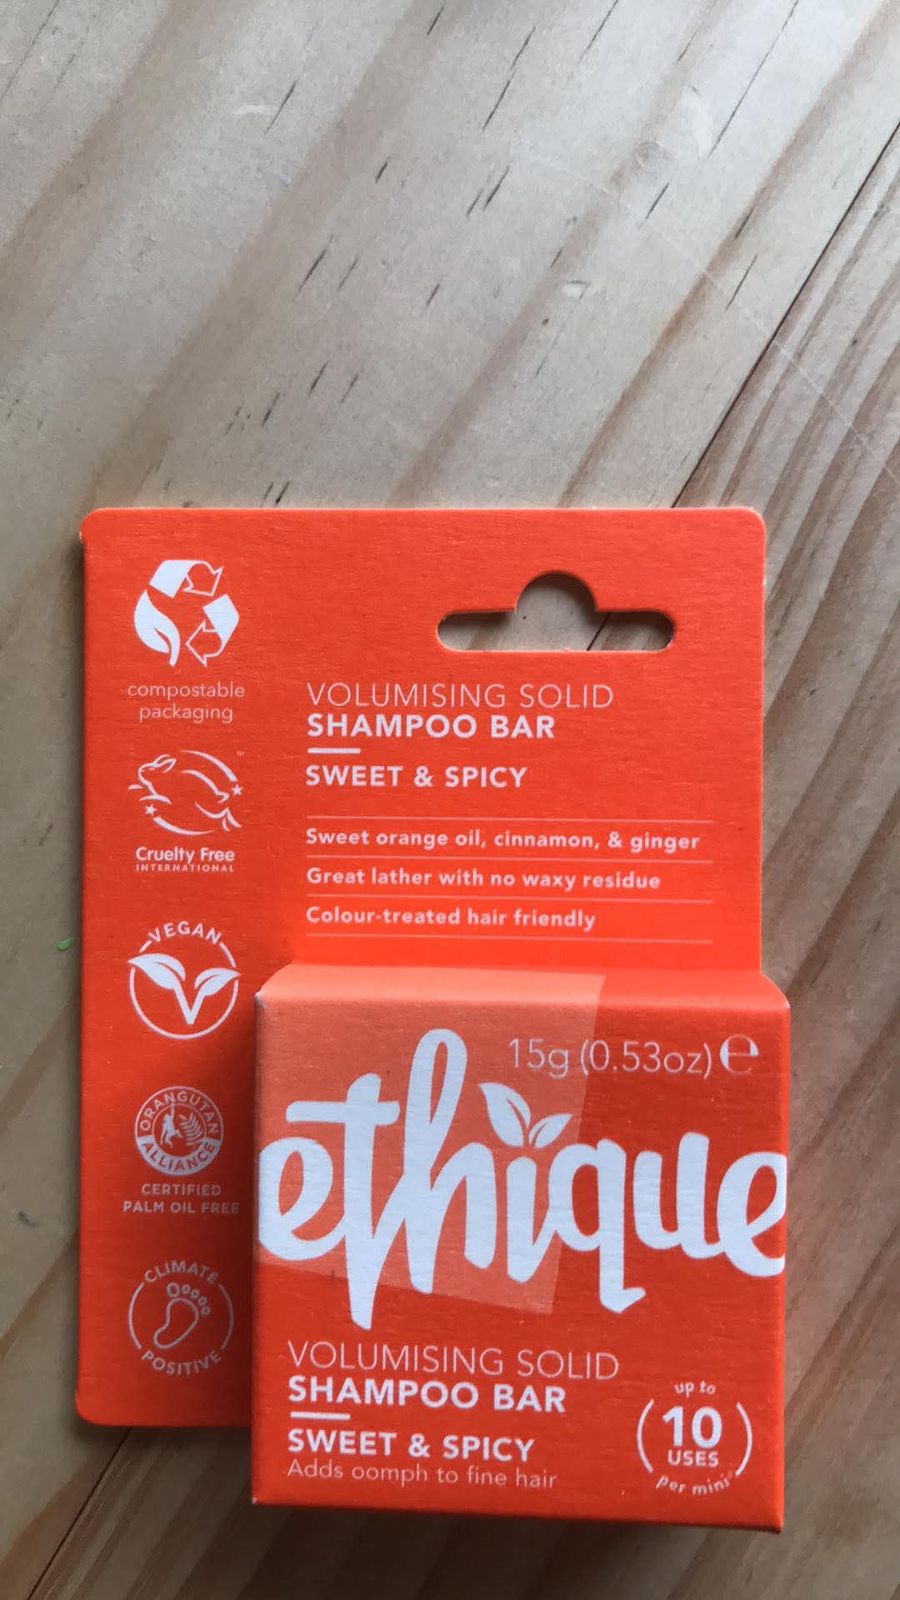 compostable
packaging
Cruelty Free
INTERNATIONAL
VEGAN
ORANGUTAN
ALLIANCE
CERTIFIED
PALM OIL FREE
CLIMATE
POSITIVE
VOLUMISING SOLID
SHAMPOO BAR
SWEET & SPICY
Sweet orange oil, cinnamon, & ginger
Great lather with no waxy residue
Colour-treated hair friendly
15g (0.53oz) ℮
ethique
VOLUMISING SOLID
SHAMPOO BAR
SWEET & SPICY
Adds oomph to fine hair
up to
10
USES
per mini*